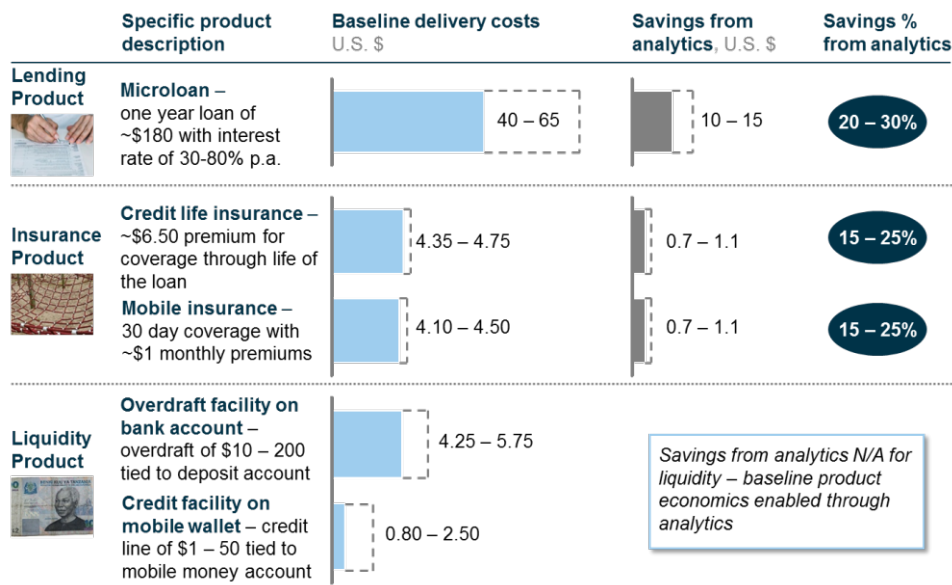 Specific product description
Baseline delivery costs
U.S. $
Savings from analytics, U.S. $
Savings % from analytics
Lending Product
Microloan –
one year loan of
~$180 with interest
rate of 30-80% p.a.
40 – 65
10 – 15
20 – 30%
Insurance Product
Credit life insurance –
~$6.50 premium for
coverage through life of
the loan
4.35 – 4.75
0.7 – 1.1
15 – 25%
Mobile insurance –
30 day coverage with
~$1 monthly premiums
4.10 – 4.50
0.7 – 1.1
15 – 25%
Liquidity Product
Overdraft facility on
bank account –
overdraft of $10 – 200
tied to deposit account
4.25 – 5.75
Credit facility on
mobile wallet – credit
line of $1 – 50 tied to
mobile money account
0.80 – 2.50
Savings from analytics N/A for
liquidity – baseline product
economics enabled through
analytics